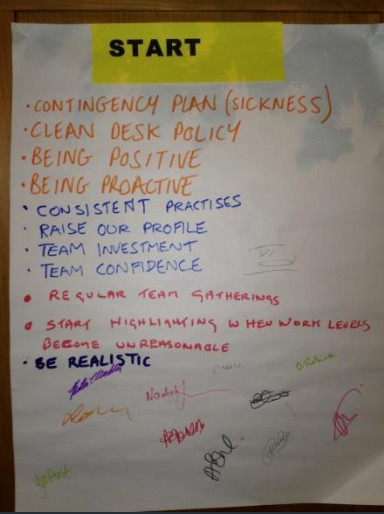 START
· CONTINGENCY PLAN (SICKNESS)
· CLEAN DESK POLICY
· BEING POSITIVE
· BEING PROACTIVE
· CONSISTENT PRACTISES
· RAISE OUR PROFILE
· TEAM INVESTMENT
· TEAM CONFIDENCE
• REGULAR TEAM GATHERINGS
• START HIGHLIGHTING WHEN WORK LEVELS
BECOME UNREASONABLE
· BE REALISTIC